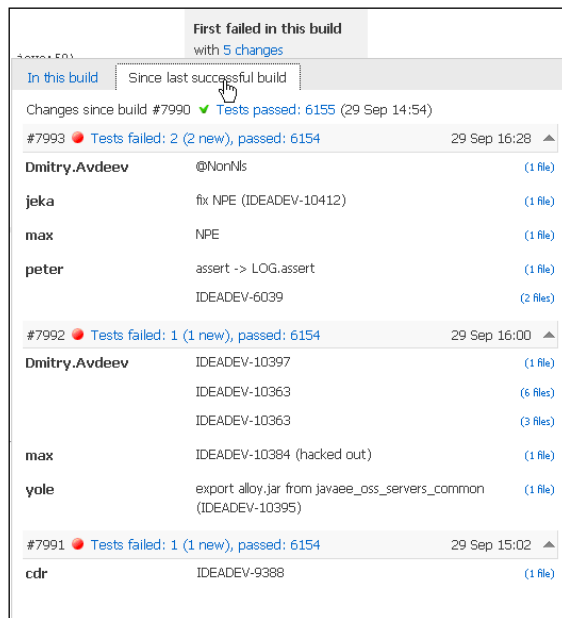 First failed in this build
with 5 changes
In this build Since last successful build
Changes since build #7990 Tests passed: 6155 (29 Sep 14:54)
#7993 Tests failed: 2 (2 new), passed: 6154 29 Sep 16:28
Dmitry.Avdeev @NonNls (1 file)
jeka fix NPE (IDEADEV-10412) (1 file)
max NPE (1 file)
peter assert -> LOG.assert (1 file)
IDEADEV-6039 (2 files)
#7992 Tests failed: 1 (1 new), passed: 6154 29 Sep 16:00
Dmitry.Avdeev IDEADEV-10397 (1 file)
IDEADEV-10363 (6 files)
IDEADEV-10363 (3 files)
max IDEADEV-10384 (hacked out) (1 file)
yole export alloy.jar from javaee_oss_servers_common (1 file)
(IDEADEV-10395)
#7991 Tests failed: 1 (1 new), passed: 6154 29 Sep 15:02
cdr IDEADEV-9388 (1 file)